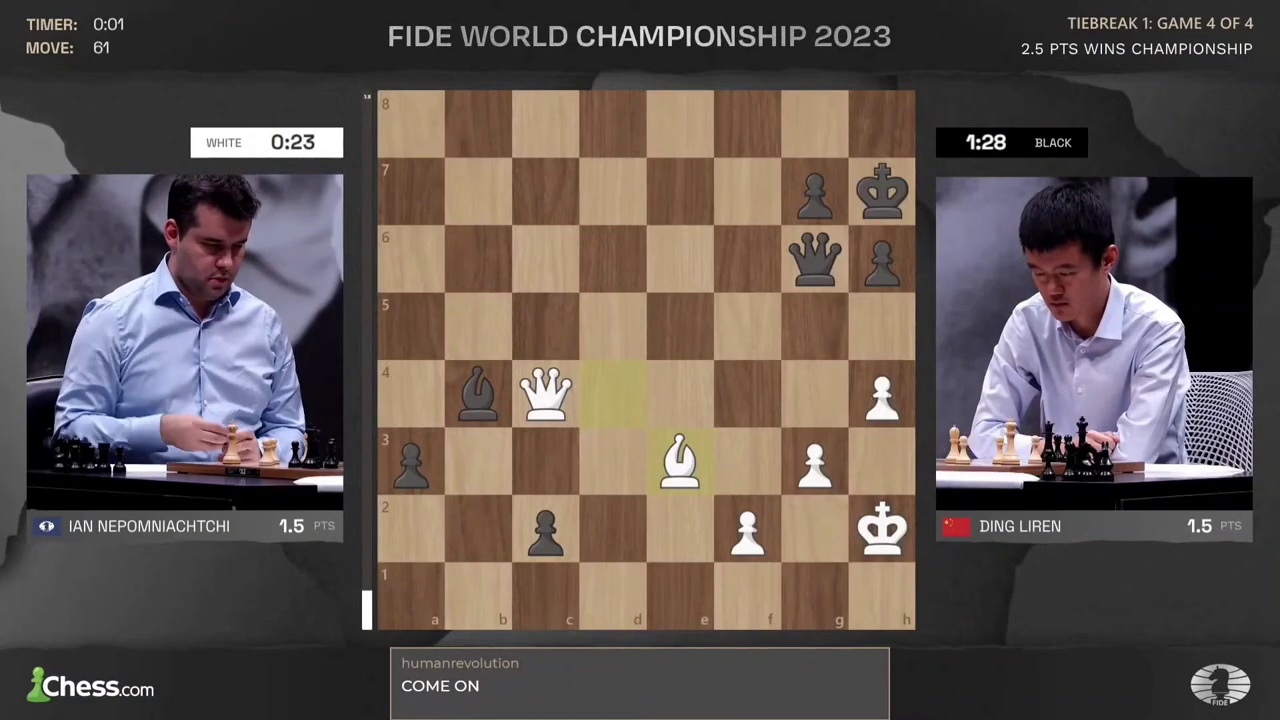 TIMER: 0:01
MOVE: 61
FIDE WORLD CHAMPIONSHIP 2023
TIEBREAK 1: GAME 4 OF 4
2.5 PTS WINS CHAMPIONSHIP
WHITE 0:23
1:28 BLACK
8
7
6
5
4
3
2
1
a b c d e f g h
IAN NEPOMNIACHTCHI 1.5 PTS
DING LIREN 1.5 PTS
humanrevolution
COME ON
Chess.com
FIDE